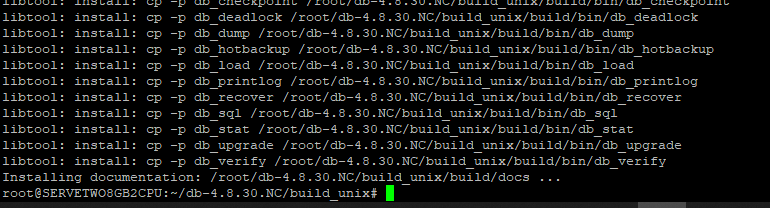 libtool: install: cp -p db_checkpoint /root/db-4.8.30.NC/build_unix/build/bin/db_checkpoint
libtool: install: cp -p db_deadlock /root/db-4.8.30.NC/build_unix/build/bin/db_deadlock
libtool: install: cp -p db_dump /root/db-4.8.30.NC/build_unix/build/bin/db_dump
libtool: install: cp -p db_hotbackup /root/db-4.8.30.NC/build_unix/build/bin/db_hotbackup
libtool: install: cp -p db_load /root/db-4.8.30.NC/build_unix/build/bin/db_load
libtool: install: cp -p db_printlog /root/db-4.8.30.NC/build_unix/build/bin/db_printlog
libtool: install: cp -p db_recover /root/db-4.8.30.NC/build_unix/build/bin/db_recover
libtool: install: cp -p db_sql /root/db-4.8.30.NC/build_unix/build/bin/db_sql
libtool: install: cp -p db_stat /root/db-4.8.30.NC/build_unix/build/bin/db_stat
libtool: install: cp -p db_upgrade /root/db-4.8.30.NC/build_unix/build/bin/db_upgrade
libtool: install: cp -p db_verify /root/db-4.8.30.NC/build_unix/build/bin/db_verify
Installing documentation: /root/db-4.8.30.NC/build_unix/build/docs ...
root@SERVETWO8GB2CPU:~/db-4.8.30.NC/build_unix#